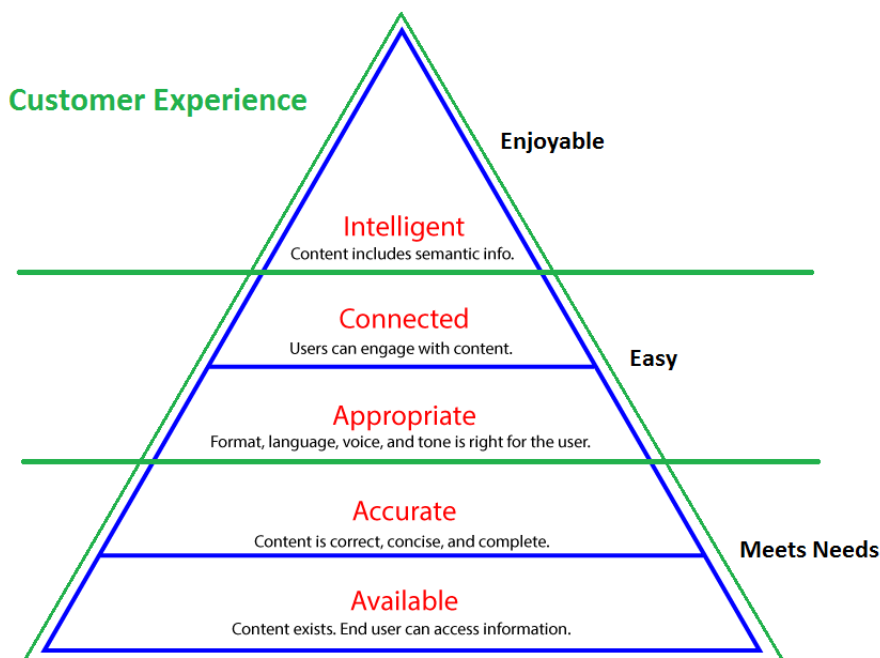 Customer Experience
Enjoyable
Intelligent
Content includes semantic info.
Connected
Users can engage with content.
Easy
Appropriate
Format, language, voice, and tone is right for the user.
Accurate
Content is correct, concise, and complete.
Meets Needs
Available
Content exists. End user can access information.